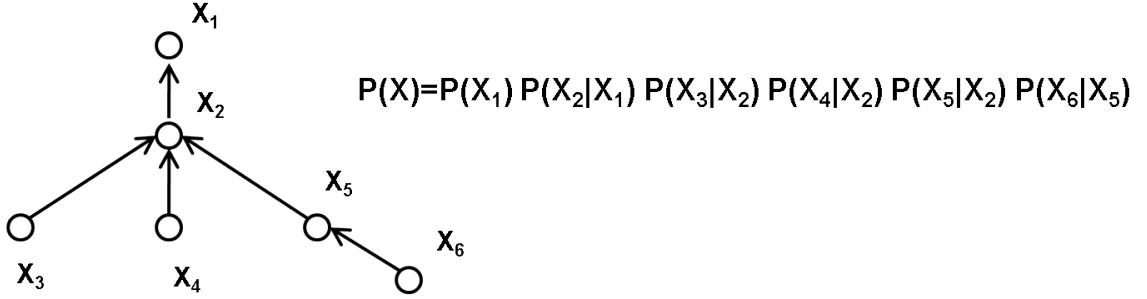 X₁
X₂
P(X)=P(X₁) P(X₂|X₁) P(X₃|X₂) P(X₄|X₂) P(X₅|X₂) P(X₆|X₅)
X₅
X₆
X₃
X₄